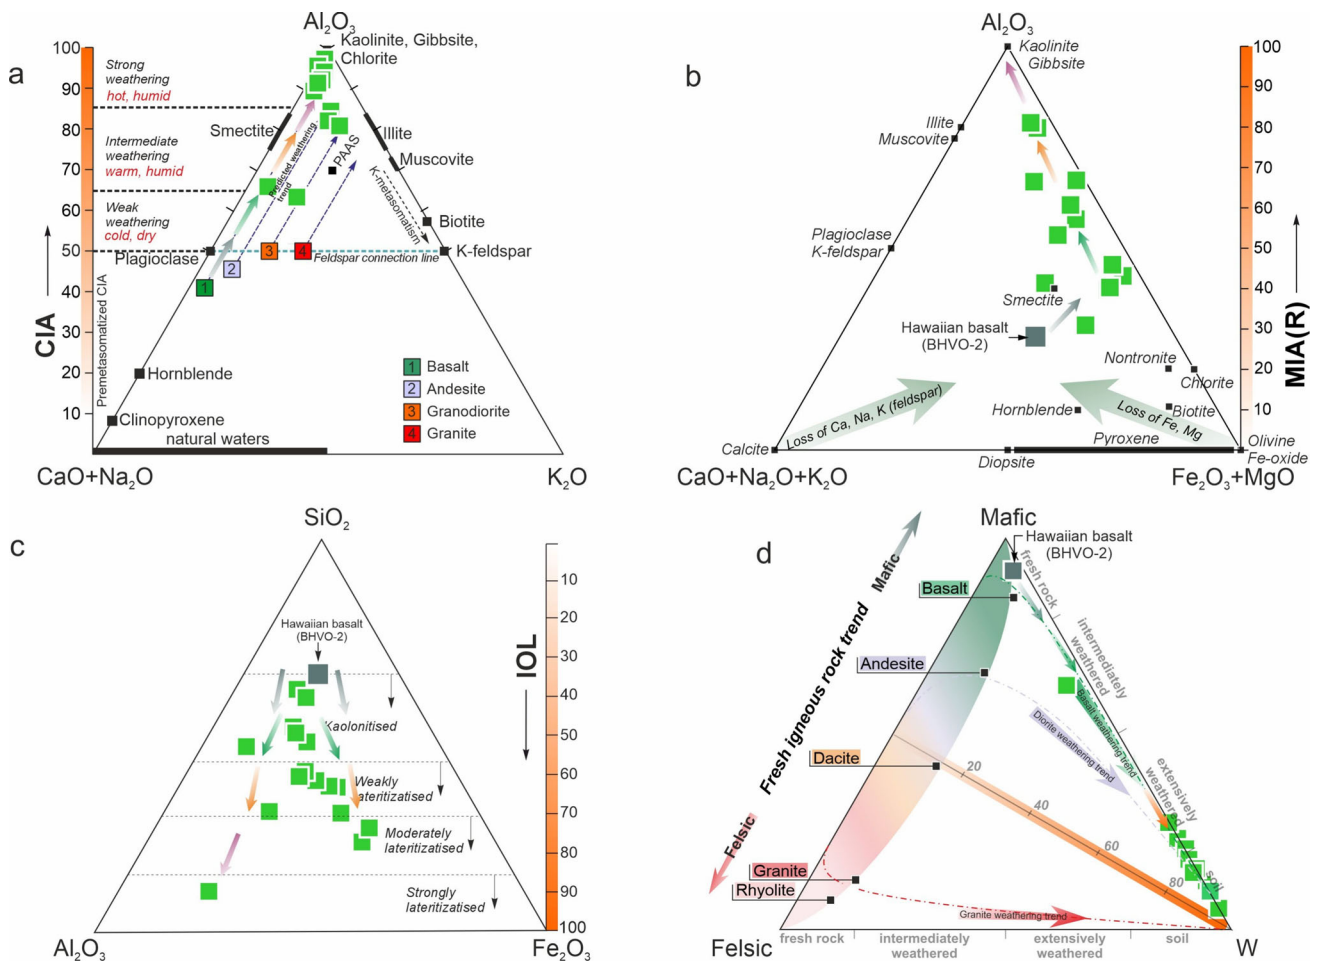 a
Al₂O₃
Kaolinite, Gibbsite,
Chlorite
100
90
80
70
60
50
40
30
20
10
CIA
Premetasomatized CIA
Strong
weathering
hot, humid
Intermediate
weathering
warm, humid
Weak
weathering
cold, dry
Smectite
Illite
Muscovite
PAAS
Predicted weathering
trend
K-metasomatism
Biotite
Plagioclase
K-feldspar
Feldspar connection line
1
2
3
4
Hornblende
Clinopyroxene
natural waters
1 Basalt
2 Andesite
3 Granodiorite
4 Granite
CaO+Na₂O
K₂O
b
Al₂O₃
Kaolinite
Gibbsite
Illite
Muscovite
Plagioclase
K-feldspar
Smectite
Hawaiian basalt
(BHVO-2)
Nontronite
Chlorite
Hornblende
Biotite
Loss of Ca, Na, K (feldspar)
Loss of Fe, Mg
Calcite
Diopsite
Pyroxene
Olivine
Fe-oxide
CaO+Na₂O+K₂O
Fe₂O₃+MgO
100
90
80
70
60
50
40
30
20
10
MIA(R)
c
SiO₂
Hawaiian basalt
(BHVO-2)
Kaolonitised
Weakly
lateritizatised
Moderately
lateritizatised
Strongly
lateritizatised
Al₂O₃
Fe₂O₃
10
20
30
40
50
60
70
80
90
100
IOL
d
Mafic
Hawaiian basalt
(BHVO-2)
Fresh igneous rock trend
Mafic
Felsic
Basalt
Andesite
Dacite
Granite
Rhyolite
fresh rock
intermediately
weathered
extensively
weathered
soil
Basalt weathering trend
Diorite weathering trend
Granite weathering trend
20
40
60
80
Felsic
W
fresh rock
intermediately
weathered
extensively
weathered
soil